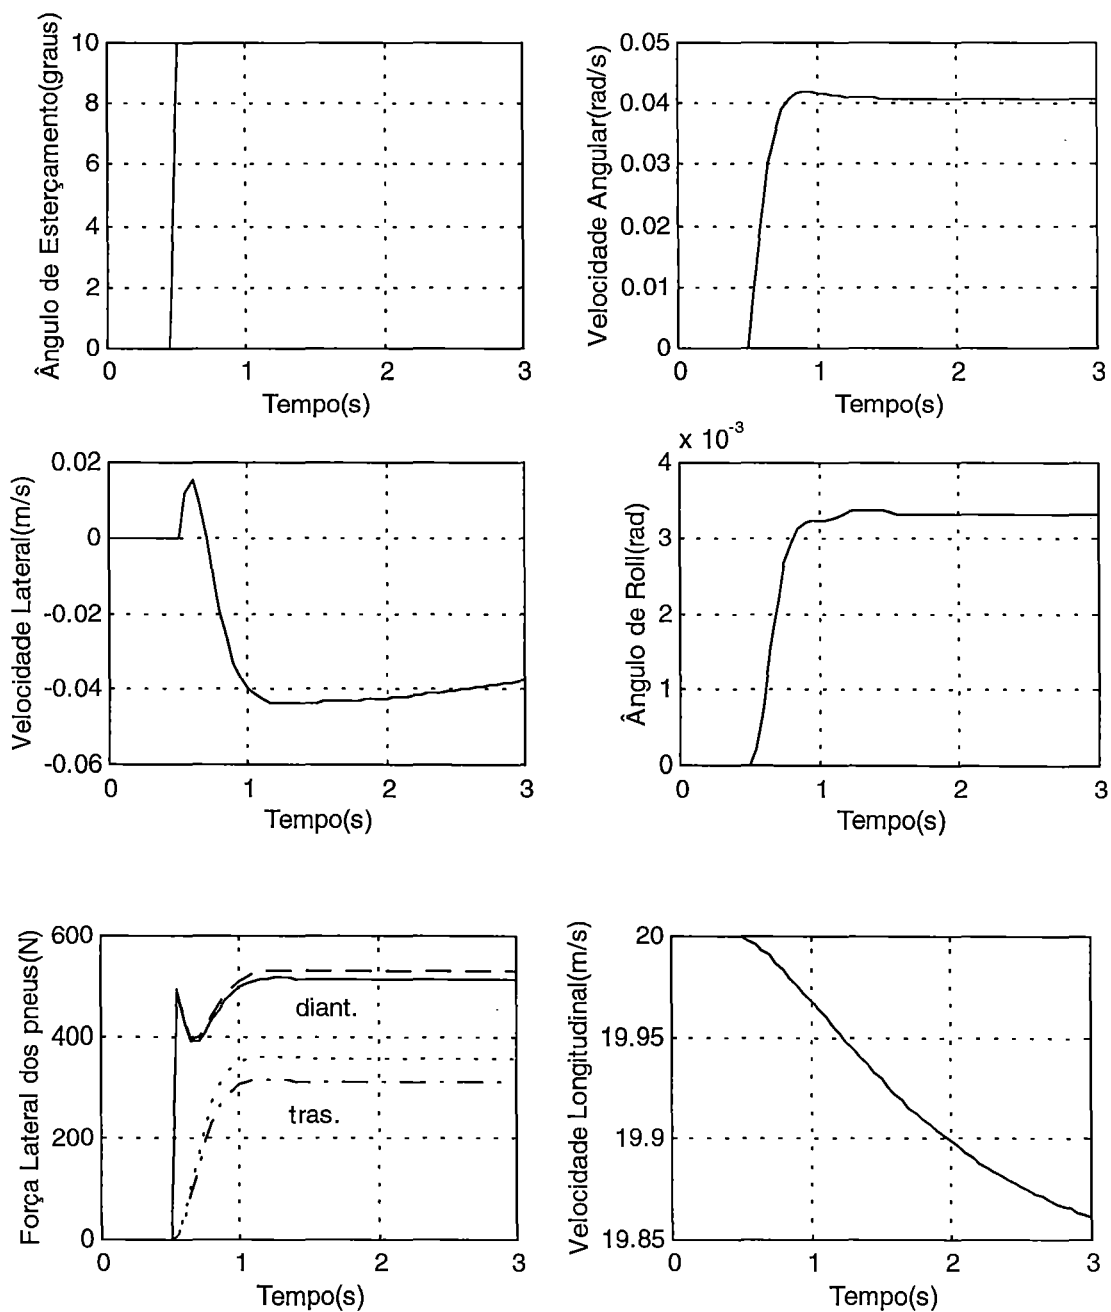 Ângulo de Esterçamento(graus)
10
8
6
4
2
0
0 1 2 3
Tempo(s)
Velocidade Angular(rad/s)
0.05
0.04
0.03
0.02
0.01
0
0 1 2 3
Tempo(s)
Velocidade Lateral(m/s)
0.02
0
-0.02
-0.04
-0.06
0 1 2 3
Tempo(s)
x 10-3
Ângulo de Roll(rad)
4
3
2
1
0
0 1 2 3
Tempo(s)
Força Lateral dos pneus(N)
600
400
200
0
diant.
tras.
0 1 2 3
Tempo(s)
Velocidade Longitudinal(m/s)
20
19.95
19.9
19.85
0 1 2 3
Tempo(s)